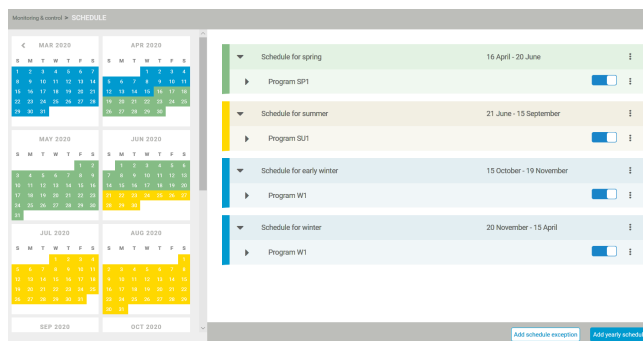 Monitoring & control > SCHEDULE
MAR 2020
S M T W T F S
1 2 3 4 5 6 7
8 9 10 11 12 13 14
15 16 17 18 19 20 21
22 23 24 25 26 27 28
29 30 31
APR 2020
S M T W T F S
1 2 3 4
5 6 7 8 9 10 11
12 13 14 15 16 17 18
19 20 21 22 23 24 25
26 27 28 29 30
MAY 2020
S M T W T F S
1 2
3 4 5 6 7 8 9
10 11 12 13 14 15 16
17 18 19 20 21 22 23
24 25 26 27 28 29 30
31
JUN 2020
S M T W T F S
1 2 3 4 5 6
7 8 9 10 11 12 13
14 15 16 17 18 19 20
21 22 23 24 25 26 27
28 29 30
JUL 2020
S M T W T F S
1 2 3 4
5 6 7 8 9 10 11
12 13 14 15 16 17 18
19 20 21 22 23 24 25
26 27 28 29 30 31
AUG 2020
S M T W T F S
1
2 3 4 5 6 7 8
9 10 11 12 13 14 15
16 17 18 19 20 21 22
23 24 25 26 27 28 29
30 31
SEP 2020
OCT 2020
Schedule for spring 16 April - 20 June
Program SP1
Schedule for summer 21 June - 15 September
Program SU1
Schedule for early winter 15 October - 19 November
Program W1
Schedule for winter 20 November - 15 April
Program W1
Add schedule exception
Add yearly schedul